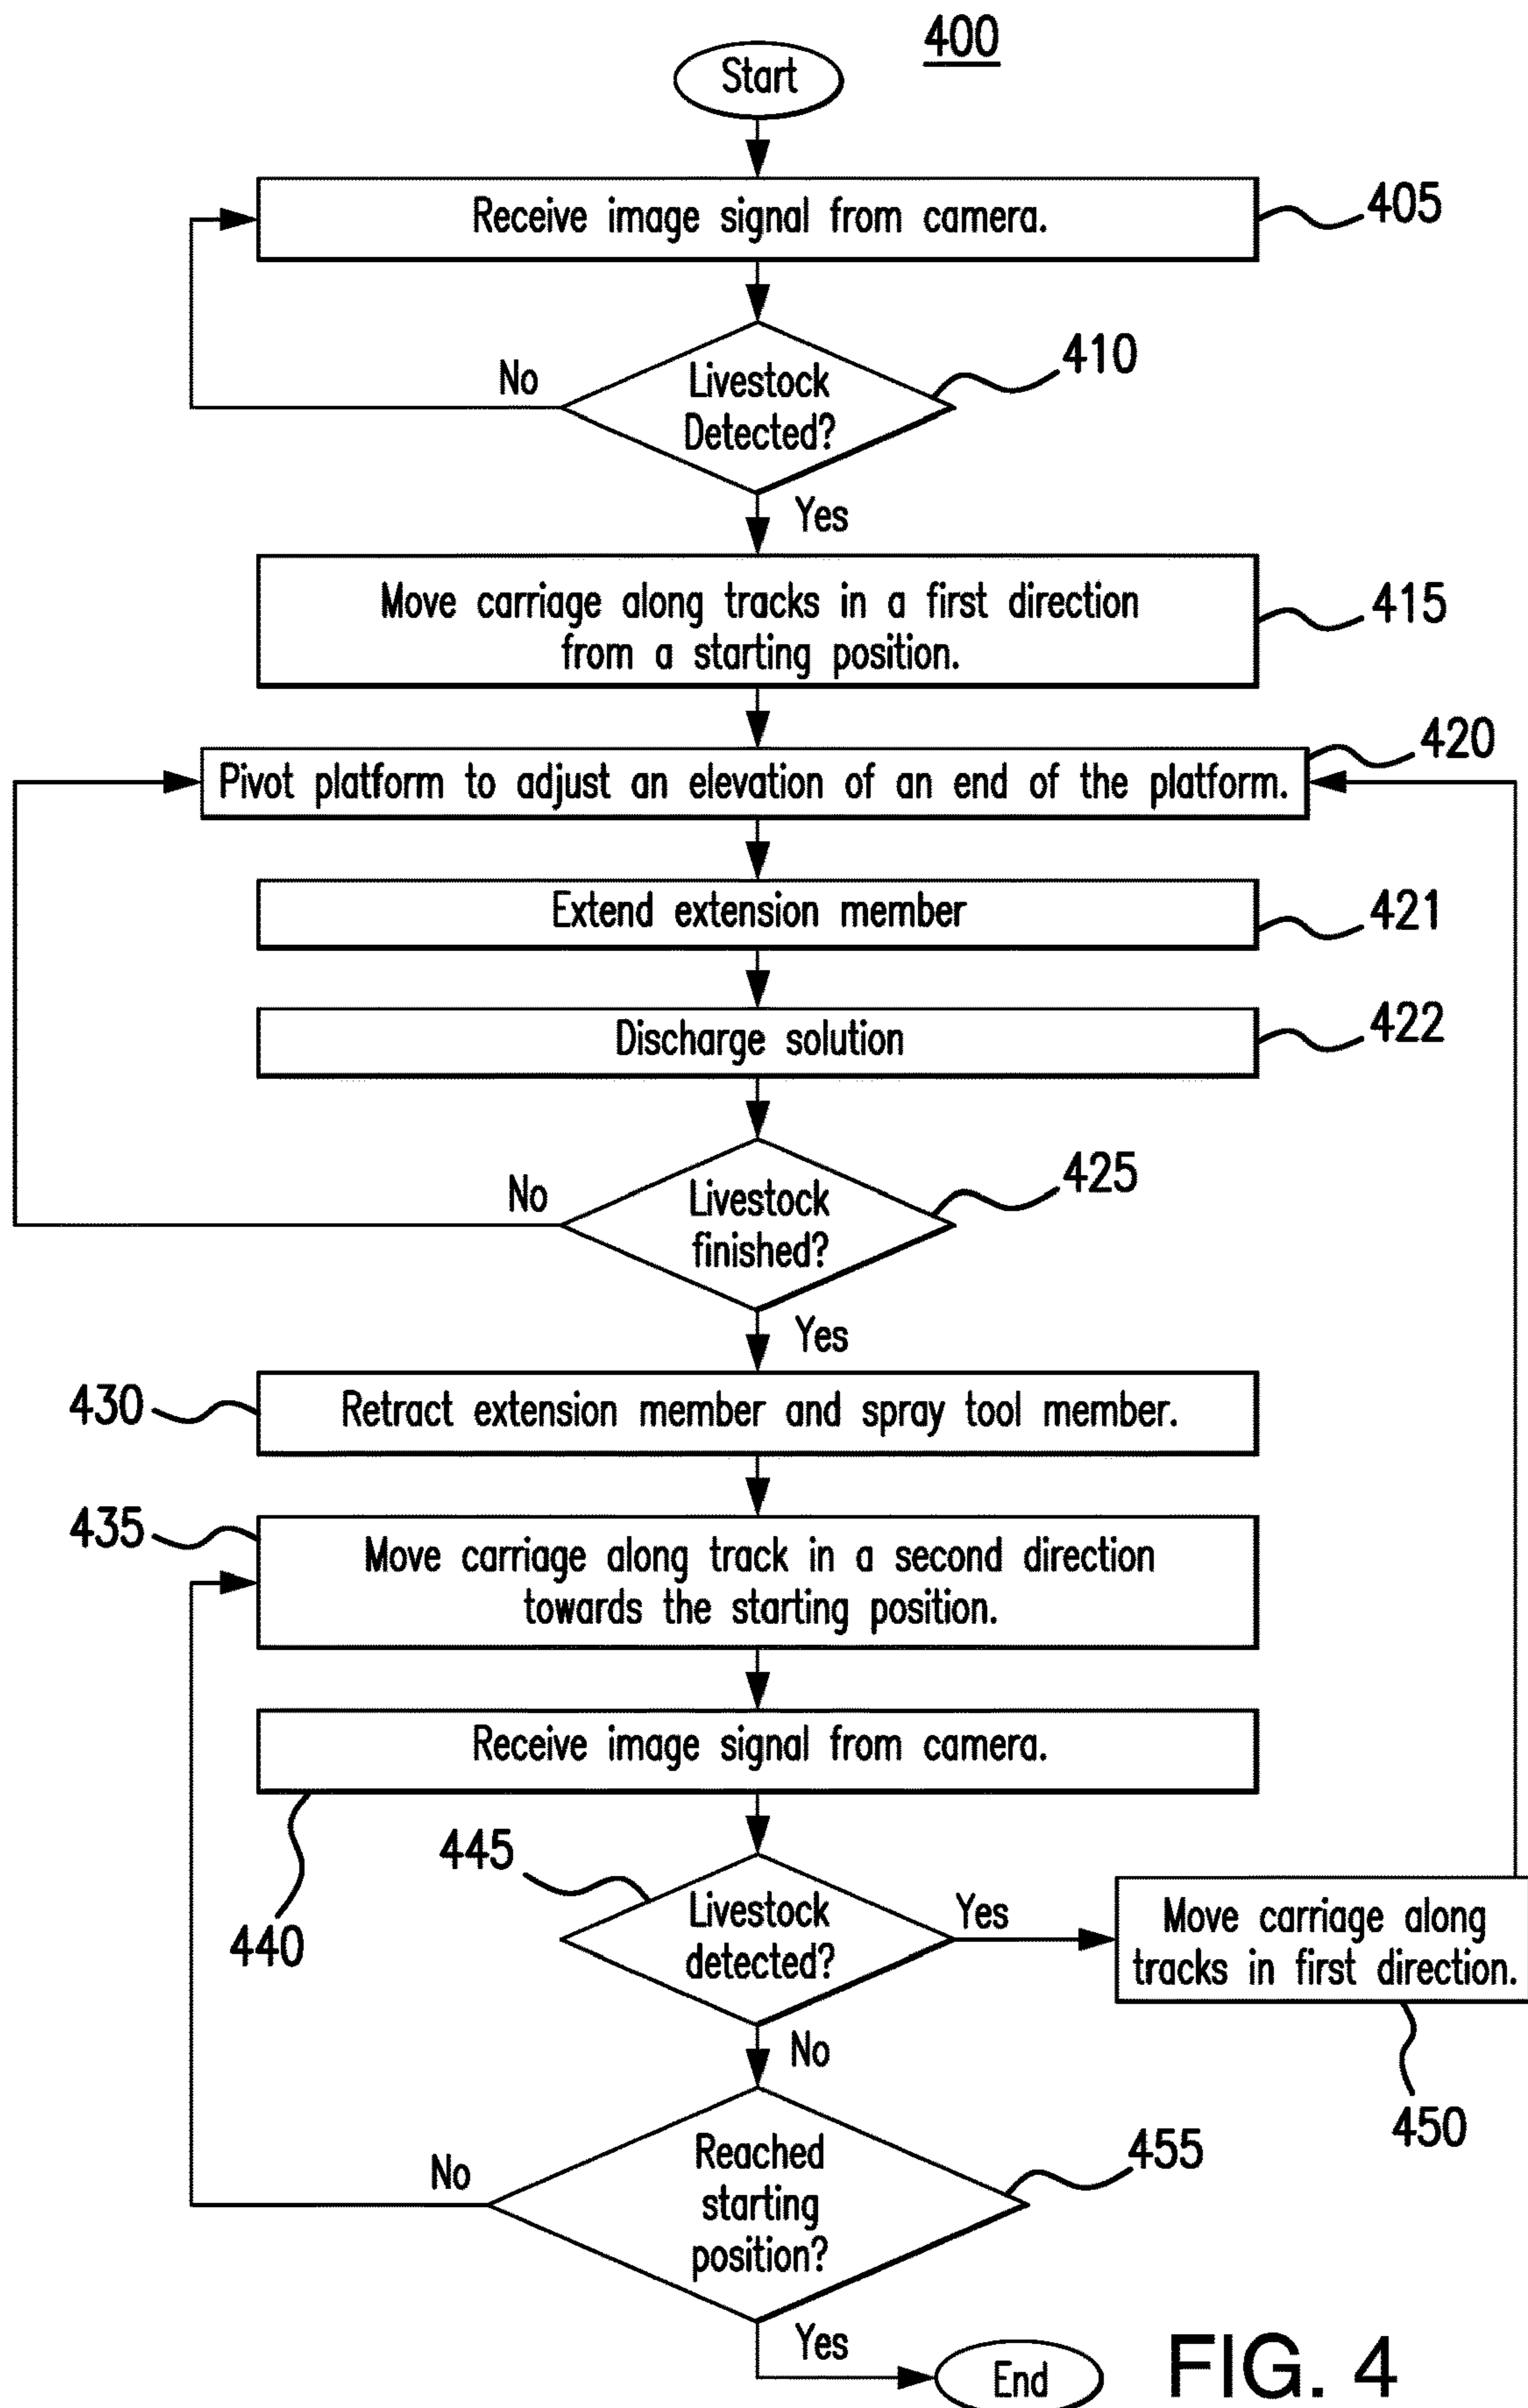 400
Start
Receive image signal from camera.
405
Livestock
Detected?
410
No
Yes
Move carriage along tracks in a first direction
from a starting position.
415
Pivot platform to adjust an elevation of an end of the platform.
420
Extend extension member
421
Discharge solution
422
Livestock
finished?
425
No
Yes
430
Retract extension member and spray tool member.
435
Move carriage along track in a second direction
towards the starting position.
Receive image signal from camera.
440
445
Livestock
detected?
Yes
Move carriage along
tracks in first direction.
450
No
Reached
starting
position?
455
No
Yes
End
FIG. 4